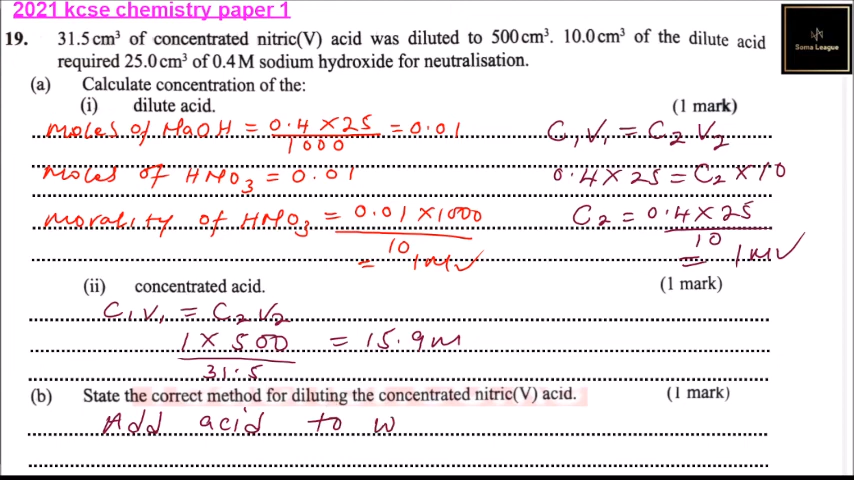 2021 kcse chemistry paper 1
Soma League
19. 31.5 cm³ of concentrated nitric(V) acid was diluted to 500 cm³. 10.0 cm³ of the dilute acid
required 25.0 cm³ of 0.4 M sodium hydroxide for neutralisation.
(a) Calculate concentration of the:
(i) dilute acid. (1 mark)
moles of NaOH = 0.4 × 25 / 1000 = 0.01 C₁V₁ = C₂V₂
moles of HNO₃ = 0.01 0.4 × 25 = C₂ × 10
morality of HNO₃ = 0.01 × 1000 / 10 C₂ = 0.4 × 25 / 10
= 1M✓ = 1M✓
(ii) concentrated acid. (1 mark)
C₁V₁ = C₂V₂
1 × 500 / 31.5 = 15.9M
(b) State the correct method for diluting the concentrated nitric(V) acid. (1 mark)
Add acid to w